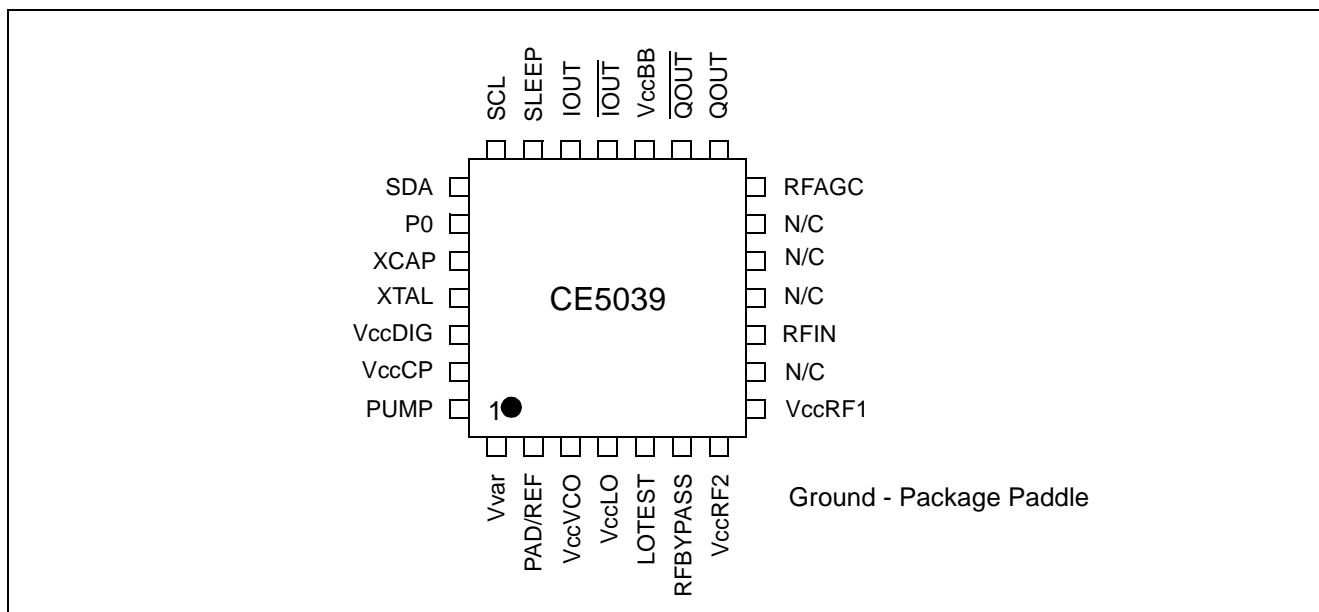 SCL
SLEEP
IOUT
IOUT
VccBB
QOUT
QOUT
SDA
P0
XCAP
XTAL
VccDIG
VccCP
PUMP
CE5039
1
RFAGC
N/C
N/C
N/C
RFIN
N/C
VccRF1
Vvar
PAD/REF
VccVCO
VccLO
LOTEST
RFBYPASS
VccRF2
Ground - Package Paddle